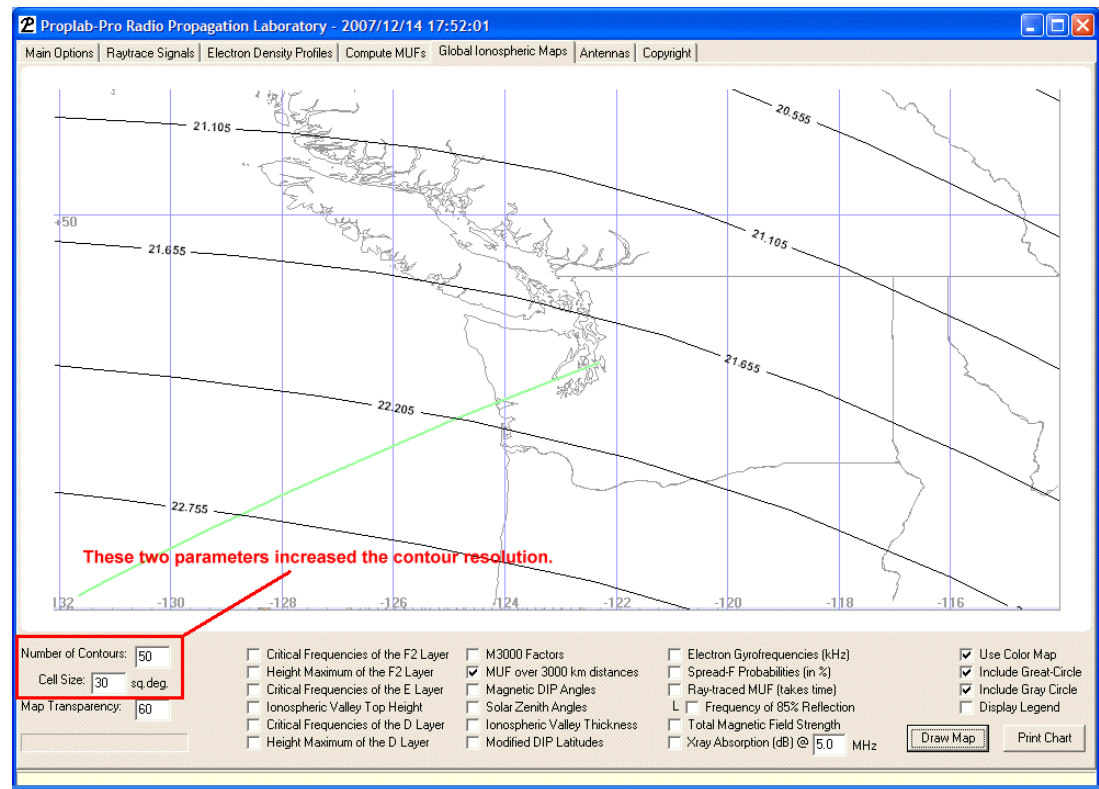 Proplab-Pro Radio Propagation Laboratory - 2007/12/14 17:52:01
Main Options Raytrace Signals Electron Density Profiles Compute MUFs Global Ionospheric Maps Antennas Copyright
20.555
21.105
+50
21.105
21.655
21.655
22.205
22.755
These two parameters increased the contour resolution.
132 -130 -128 -126 -124 -122 -120 -118 -116
Number of Contours: 50
Cell Size: 30 sq.deg.
Map Transparency: 60
Critical Frequencies of the F2 Layer
Height Maximum of the F2 Layer
Critical Frequencies of the E Layer
Ionospheric Valley Top Height
Critical Frequencies of the D Layer
Height Maximum of the D Layer
M3000 Factors
MUF over 3000 km distances
Magnetic DIP Angles
Solar Zenith Angles
Ionospheric Valley Thickness
Modified DIP Latitudes
Electron Gyrofrequencies (kHz)
Spread-F Probabilities (in %)
Ray-traced MUF (takes time)
L Frequency of 85% Reflection
Total Magnetic Field Strength
Xray Absorption (dB) @ 5.0 MHz
Use Color Map
Include Great-Circle
Include Gray Circle
Display Legend
Draw Map Print Chart